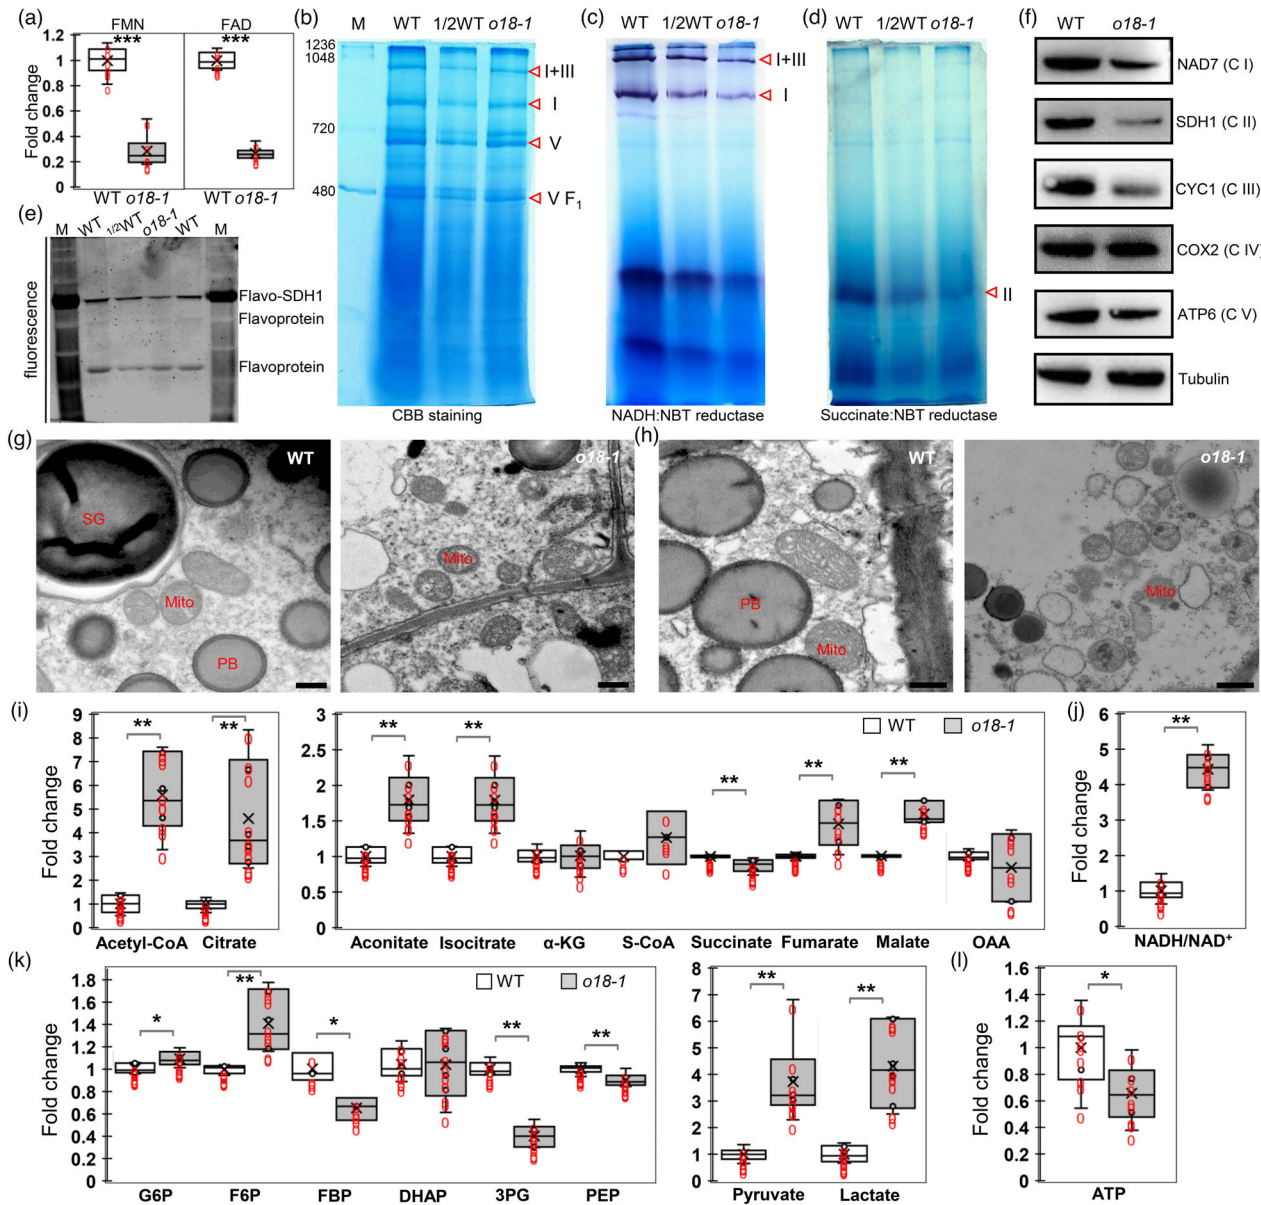 (a)
FMN
FAD
***
***
1.2
1
0.8
0.6
0.4
0.2
0
Fold change
WT o18-1
WT o18-1
(b)
M
WT
1/2WT
o18-1
1236
1048
720
480
I+III
I
V
V F1
CBB staining
(c)
WT
1/2WT
o18-1
I+III
I
NADH:NBT reductase
(d)
WT
1/2WT
o18-1
II
Succinate:NBT reductase
(e)
M
WT
1/2WT
o18-1
WT
M
fluorescence
Flavo-SDH1
Flavoprotein
Flavoprotein
(f)
WT
o18-1
NAD7 (C I)
SDH1 (C II)
CYC1 (C III)
COX2 (C IV)
ATP6 (C V)
Tubulin
(g)
WT
SG
Mito
PB
o18-1
Mito
(h)
WT
PB
Mito
o18-1
Mito
(i)
9
8
7
6
5
4
3
2
1
0
Fold change
**
**
Acetyl-CoA
Citrate
3
2.5
2
1.5
1
0.5
0
WT
o18-1
**
**
**
**
**
Aconitate
Isocitrate
α-KG
S-CoA
Succinate
Fumarate
Malate
OAA
(j)
6
5
4
3
2
1
0
Fold change
**
NADH/NAD+
(k)
1.8
1.6
1.4
1.2
1.0
0.8
0.6
0.4
0.2
0
Fold change
WT
o18-1
*
**
*
**
**
G6P
F6P
FBP
DHAP
3PG
PEP
8
7
6
5
4
3
2
1
0
**
**
Pyruvate
Lactate
(l)
1.6
1.4
1.2
1
0.8
0.6
0.4
0.2
0
Fold change
*
ATP